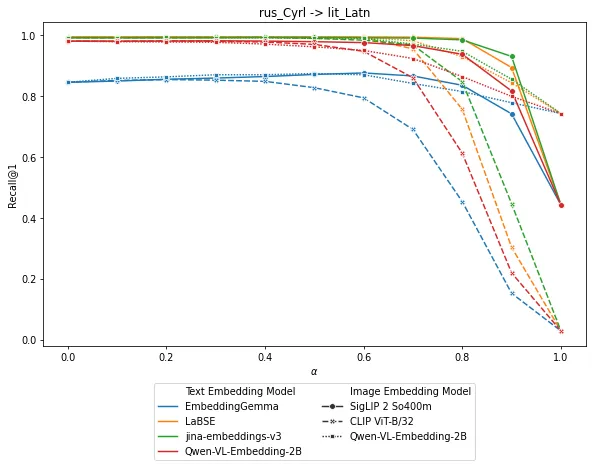 rus_Cyrl -> lit_Latn
Recall@1
1.0
0.8
0.6
0.4
0.2
0.0
0.0 0.2 0.4 0.6 0.8 1.0
α
Text Embedding Model Image Embedding Model
EmbeddingGemma SigLIP 2 So400m
LaBSE CLIP ViT-B/32
jina-embeddings-v3 Qwen-VL-Embedding-2B
Qwen-VL-Embedding-2B